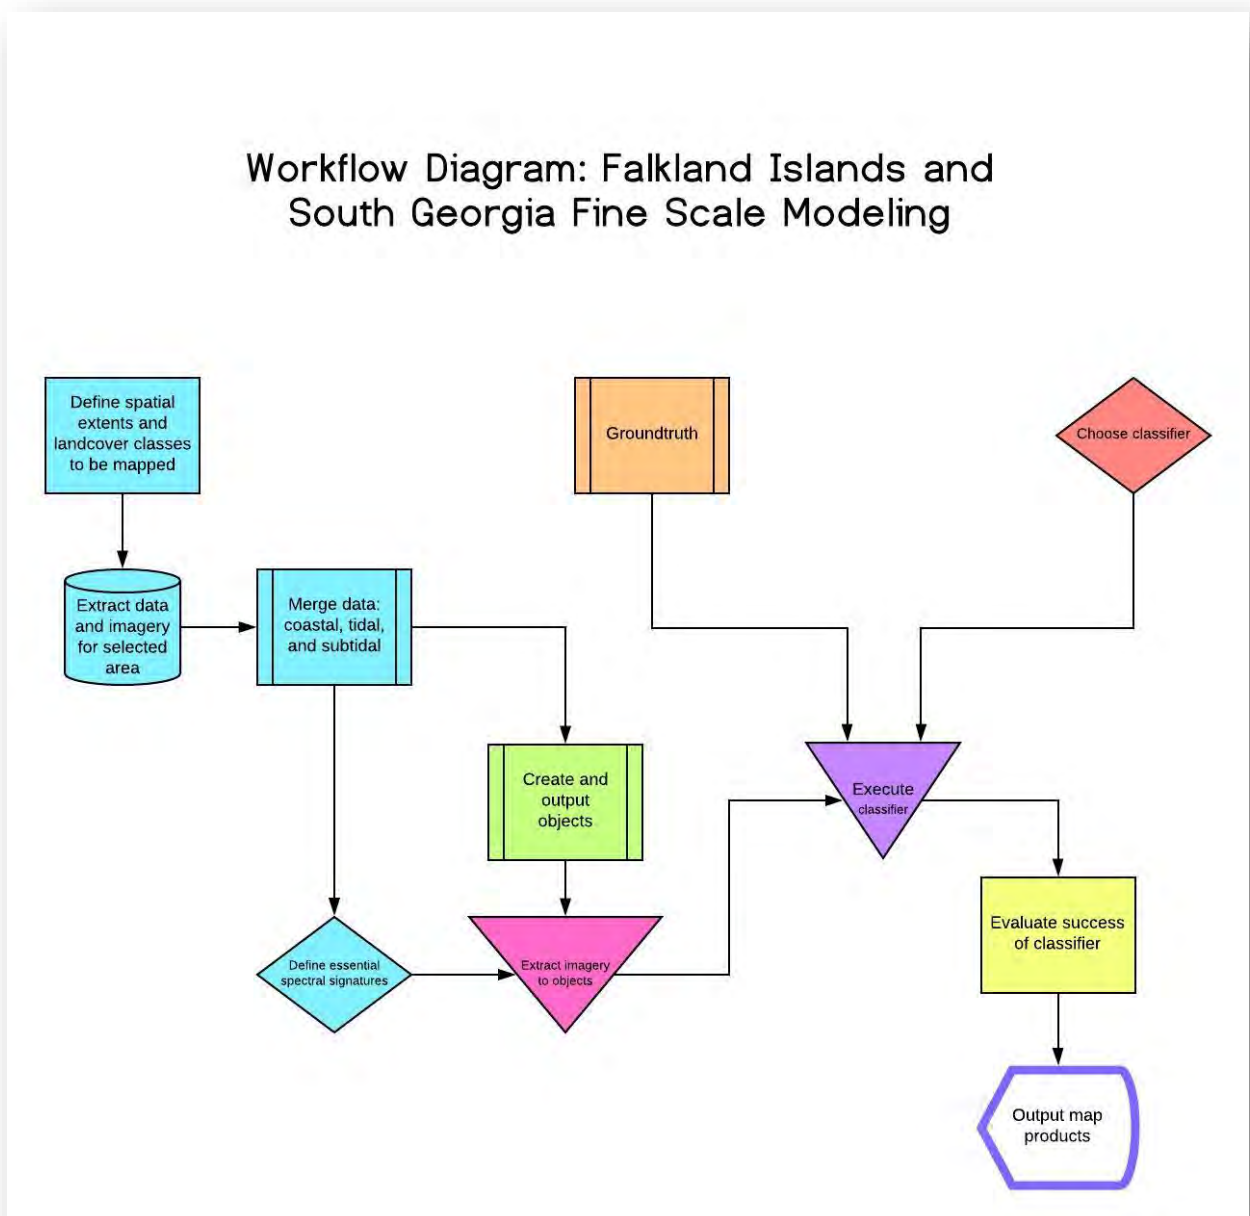 Workflow Diagram: Falkland Islands and
South Georgia Fine Scale Modeling
Define spatial
extents and
landcover classes
to be mapped
Groundtruth
Choose classifier
Extract data
and imagery
for selected
area
Merge data:
coastal, tidal,
and subtidal
Create and
output
objects
Execute
classifier
Define essential
spectral signatures
Extract imagery
to objects
Evaluate success
of classifier
Output map
products